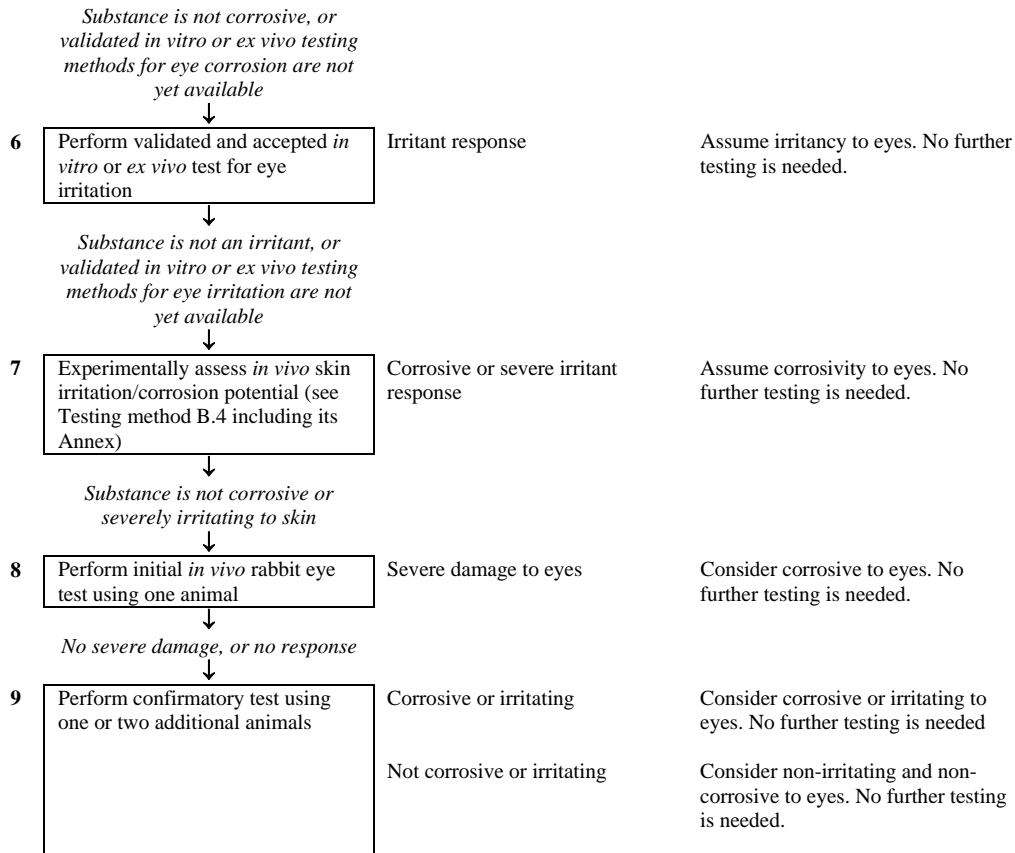 Substance is not corrosive, or
validated in vitro or ex vivo testing
methods for eye corrosion are not
yet available
↓
6
Perform validated and accepted in
vitro or ex vivo test for eye
irritation
Irritant response
Assume irritancy to eyes. No further
testing is needed.
↓
Substance is not an irritant, or
validated in vitro or ex vivo testing
methods for eye irritation are not
yet available
↓
7
Experimentally assess in vivo skin
irritation/corrosion potential (see
Testing method B.4 including its
Annex)
Corrosive or severe irritant
response
Assume corrosivity to eyes. No
further testing is needed.
↓
Substance is not corrosive or
severely irritating to skin
↓
8
Perform initial in vivo rabbit eye
test using one animal
Severe damage to eyes
Consider corrosive to eyes. No
further testing is needed.
↓
No severe damage, or no response
↓
9
Perform confirmatory test using
one or two additional animals
Corrosive or irritating
Consider corrosive or irritating to
eyes. No further testing is needed
Not corrosive or irritating
Consider non-irritating and non-
corrosive to eyes. No further testing
is needed.